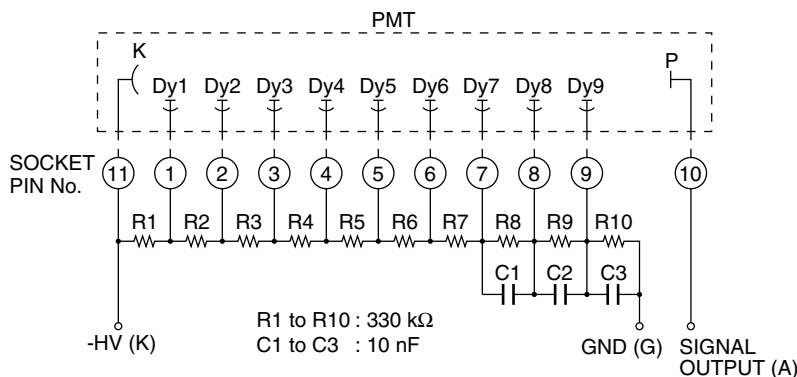 PMT
K
P
Dy1 Dy2 Dy3 Dy4 Dy5 Dy6 Dy7 Dy8 Dy9
SOCKET
PIN No.
11 1 2 3 4 5 6 7 8 9 10
R1 R2 R3 R4 R5 R6 R7 R8 R9 R10
C1 C2 C3
R1 to R10 : 330 kΩ
C1 to C3 : 10 nF
-HV (K)
GND (G)
SIGNAL
OUTPUT (A)